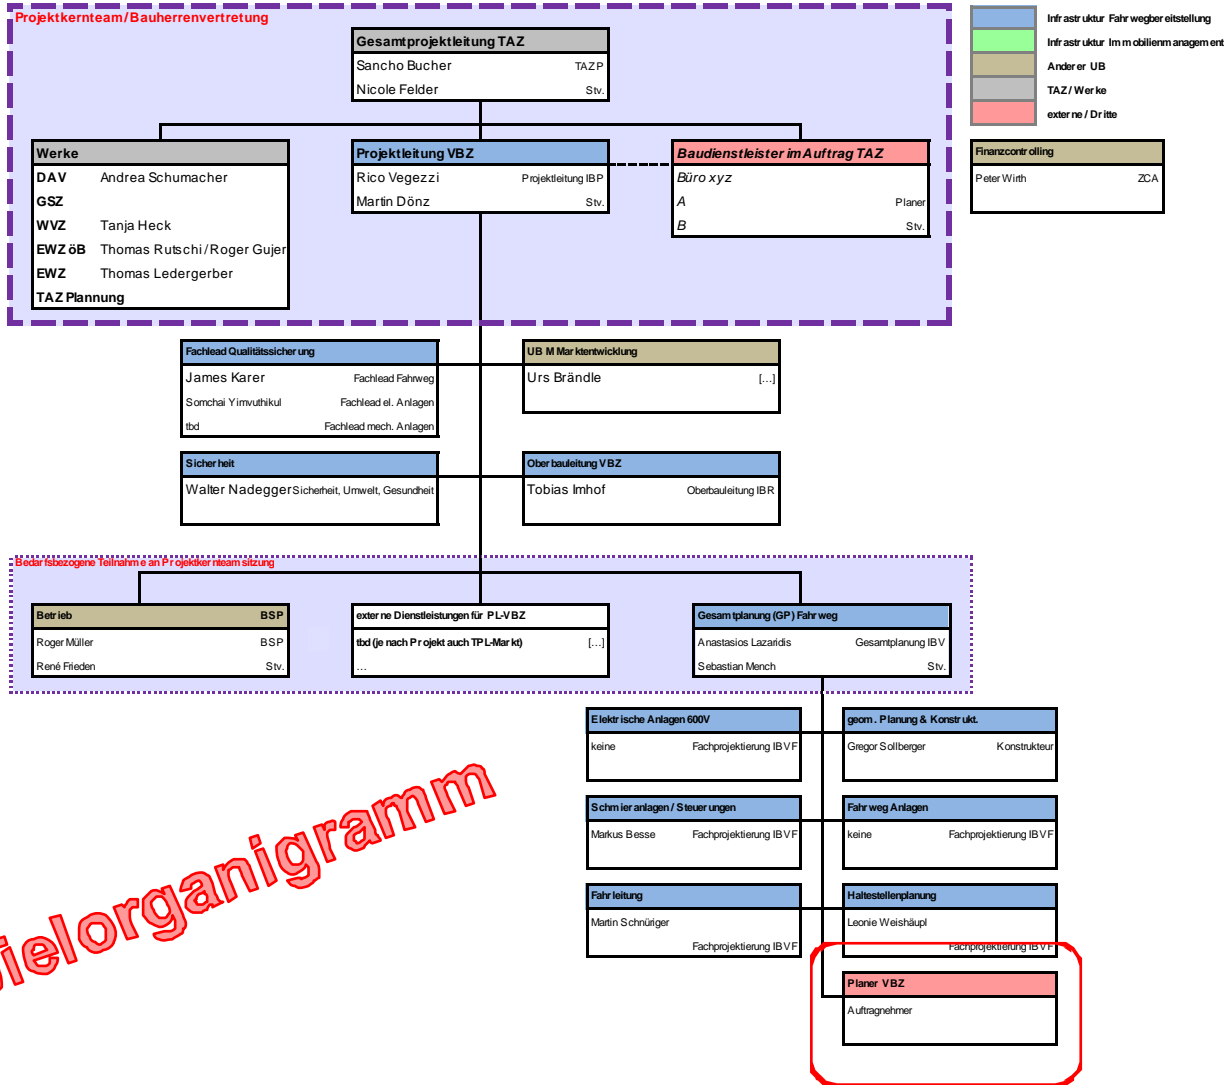 Projektkernteam/Bauherrenvertretung
Gesamtprojektleitung TAZ
Sancho Bucher TAZP
Nicole Felder Stv.
Infrastruktur Fahrwegbereitstellung
Infrastruktur Immobilienmanagement
Anderer UB
TAZ/Werke
externe/Dritte
Werke
DAV Andrea Schumacher
GSZ
WVZ Tanja Heck
EWZ öB Thomas Rutschi/Roger Gujer
EWZ Thomas Ledergerber
TAZ Plannung
Projektleitung VBZ
Rico Vegezzi Projektleitung IBP
Martin Dönz Stv.
Baudienstleister im Auftrag TAZ
Büro xyz
A Planer
B Stv.
Finanzcontrolling
Peter Wirth ZCA
Fachlead Qualitätssicherung
James Karer Fachlead Fahrweg
Somchai Yimvuthikul Fachlead el. Anlagen
tbd Fachlead mech. Anlagen
UB M Marktentwicklung
Urs Brändle [...]
Sicherheit
Walter Nadegger Sicherheit, Umwelt, Gesundheit
Oberbauleitung VBZ
Tobias Imhof Oberbauleitung IBR
Bedarfsbezogene Teilnahme an Projektkernteamsitzung
Betrieb BSP
Roger Müller BSP
René Frieden Stv.
externe Dienstleistungen für PL-VBZ
tbd (je nach Projekt auch TPL-Markt) [...]
...
Gesamtplanung (GP) Fahrweg
Anastasios Lazaridis Gesamtplanung IBV
Sebastian Mench Stv.
Elektrische Anlagen 600V
keine Fachprojektierung IBVF
geom. Planung & Konstrukt.
Gregor Sollberger Konstrukteur
Schmieranlagen / Steuerungen
Markus Besse Fachprojektierung IBVF
Fahrweg Anlagen
keine Fachprojektierung IBVF
Fahrleitung
Martin Schnüriger
Fachprojektierung IBVF
Haltestellenplanung
Leonie Weishäupl
Fachprojektierung IBVF
Planer VBZ
Auftragnehmer
ielorganigramm